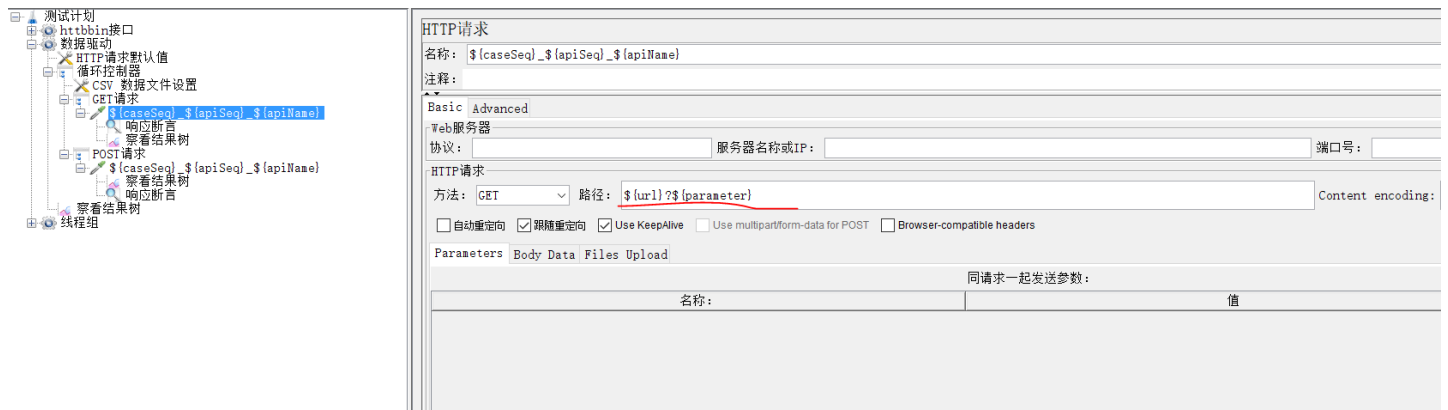 测试计划
httbbin接口
数据驱动
HTTP请求默认值
循环控制器
CSV 数据文件设置
GET请求
${caseSeq}_${apiSeq}_${apiName}
响应断言
察看结果树
POST请求
${caseSeq}_${apiSeq}_${apiName}
察看结果树
响应断言
察看结果树
线程组
HTTP请求
名称: ${caseSeq}_${apiSeq}_${apiName}
注释:
Basic Advanced
Web服务器
协议: 服务器名称或IP: 端口号:
HTTP请求
方法: GET 路径: ${url}?${parameter} Content encoding:
自动重定向 跟随重定向 Use KeepAlive Use multipart/form-data for POST Browser-compatible headers
Parameters Body Data Files Upload
同请求一起发送参数:
名称: 值